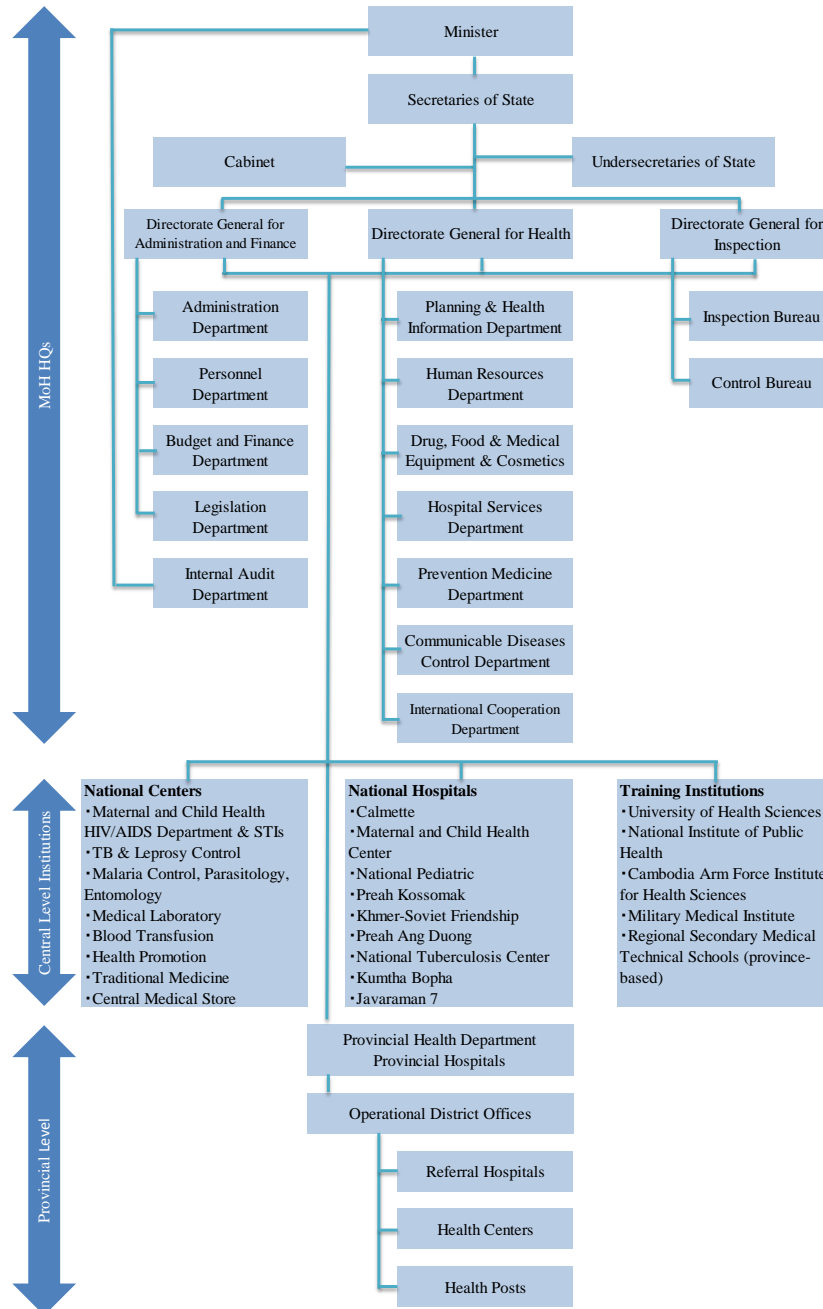 Minister
Secretaries of State
Cabinet
Undersecretaries of State
Directorate General for
Administration and Finance
Directorate General for Health
Directorate General for
Inspection
Administration
Department
Personnel
Department
Budget and Finance
Department
Legislation
Department
Internal Audit
Department
Planning & Health
Information Department
Human Resources
Department
Drug, Food & Medical
Equipment & Cosmetics
Hospital Services
Department
Prevention Medicine
Department
Communicable Diseases
Control Department
International Cooperation
Department
Inspection Bureau
Control Bureau
MoH HQs
Central Level Institutions
National Centers
・Maternal and Child Health
HIV/AIDS Department & STIs
・TB & Leprosy Control
・Malaria Control, Parasitology,
Entomology
・Medical Laboratory
・Blood Transfusion
・Health Promotion
・Traditional Medicine
・Central Medical Store
National Hospitals
・Calmette
・Maternal and Child Health
Center
・National Pediatric
・Preah Kossomak
・Khmer-Soviet Friendship
・Preah Ang Duong
・National Tuberculosis Center
・Kumtha Bopha
・Javaraman 7
Training Institutions
・University of Health Sciences
・National Institute of Public
Health
・Cambodia Arm Force Institute
for Health Sciences
・Military Medical Institute
・Regional Secondary Medical
Technical Schools (province-
based)
Provincial Level
Provincial Health Department
Provincial Hospitals
Operational District Offices
Referral Hospitals
Health Centers
Health Posts